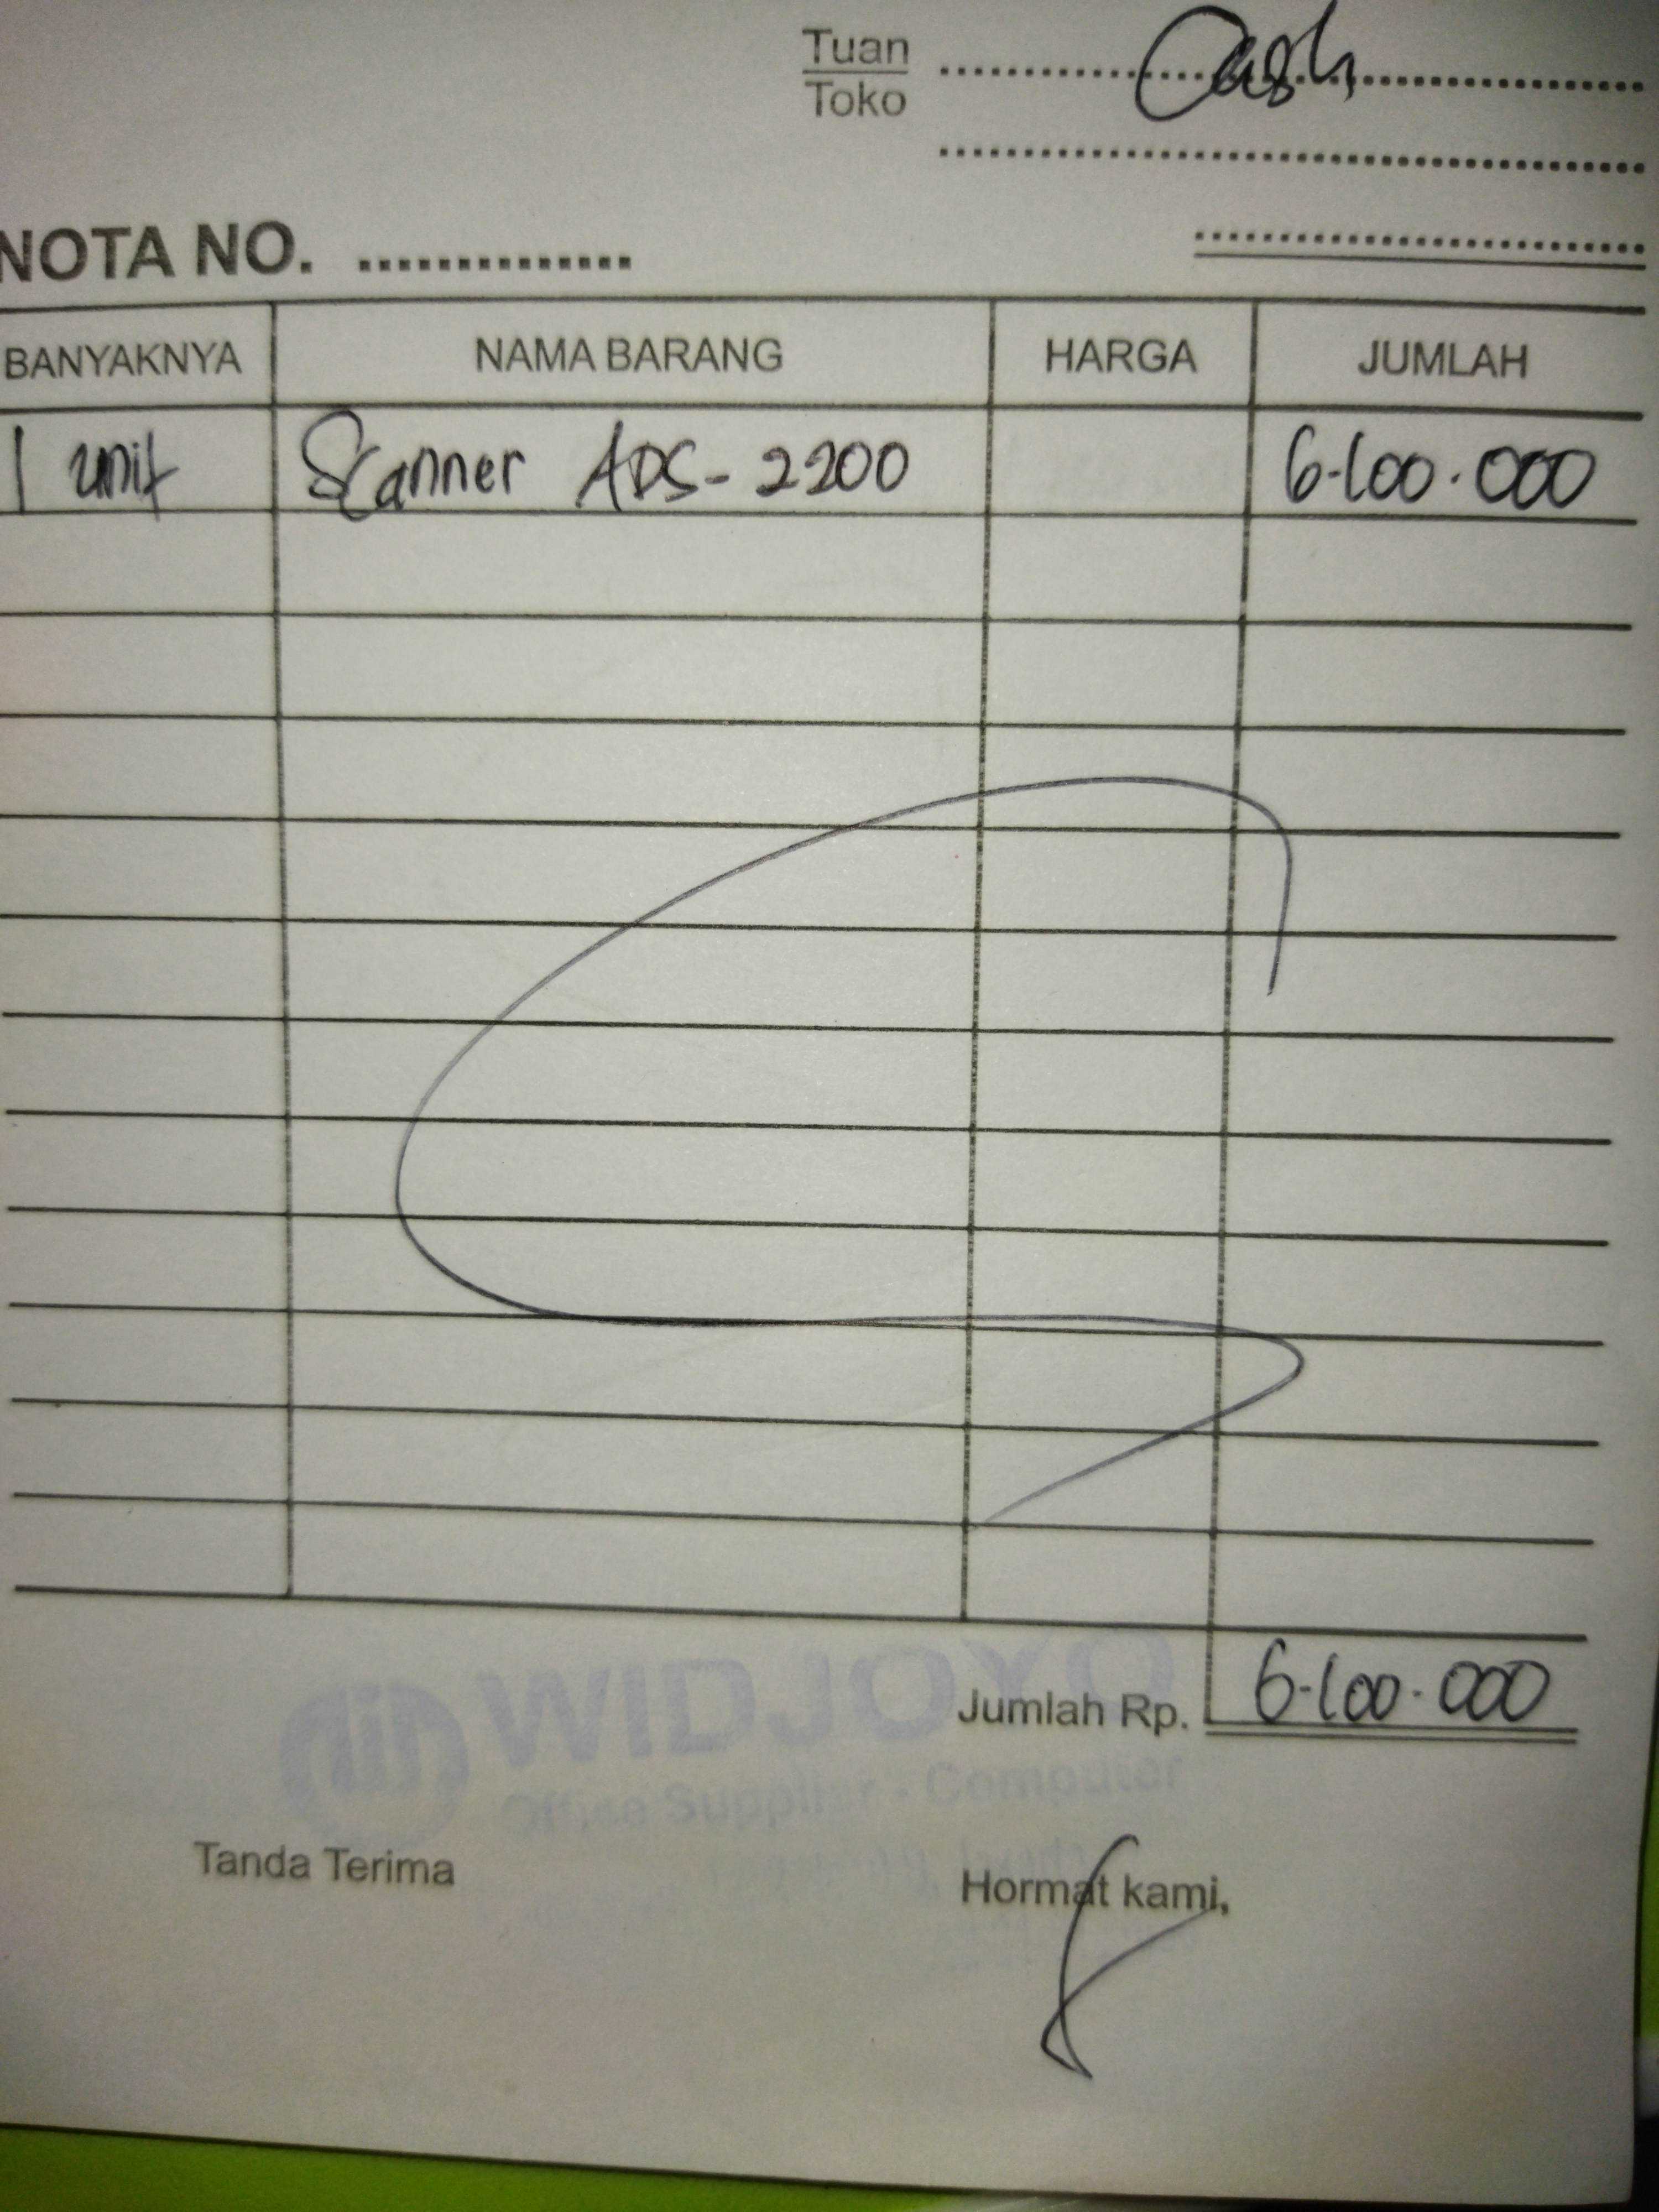 Tuan Cash
Toko
NOTA NO. ..............
BANYAKNYA NAMA BARANG HARGA JUMLAH
1 unit Scanner ADS-2200 6.100.000
Jumlah Rp. 6.100.000
WIDJOYO
Office Supplier - Computer
Tanda Terima Hormat kami,